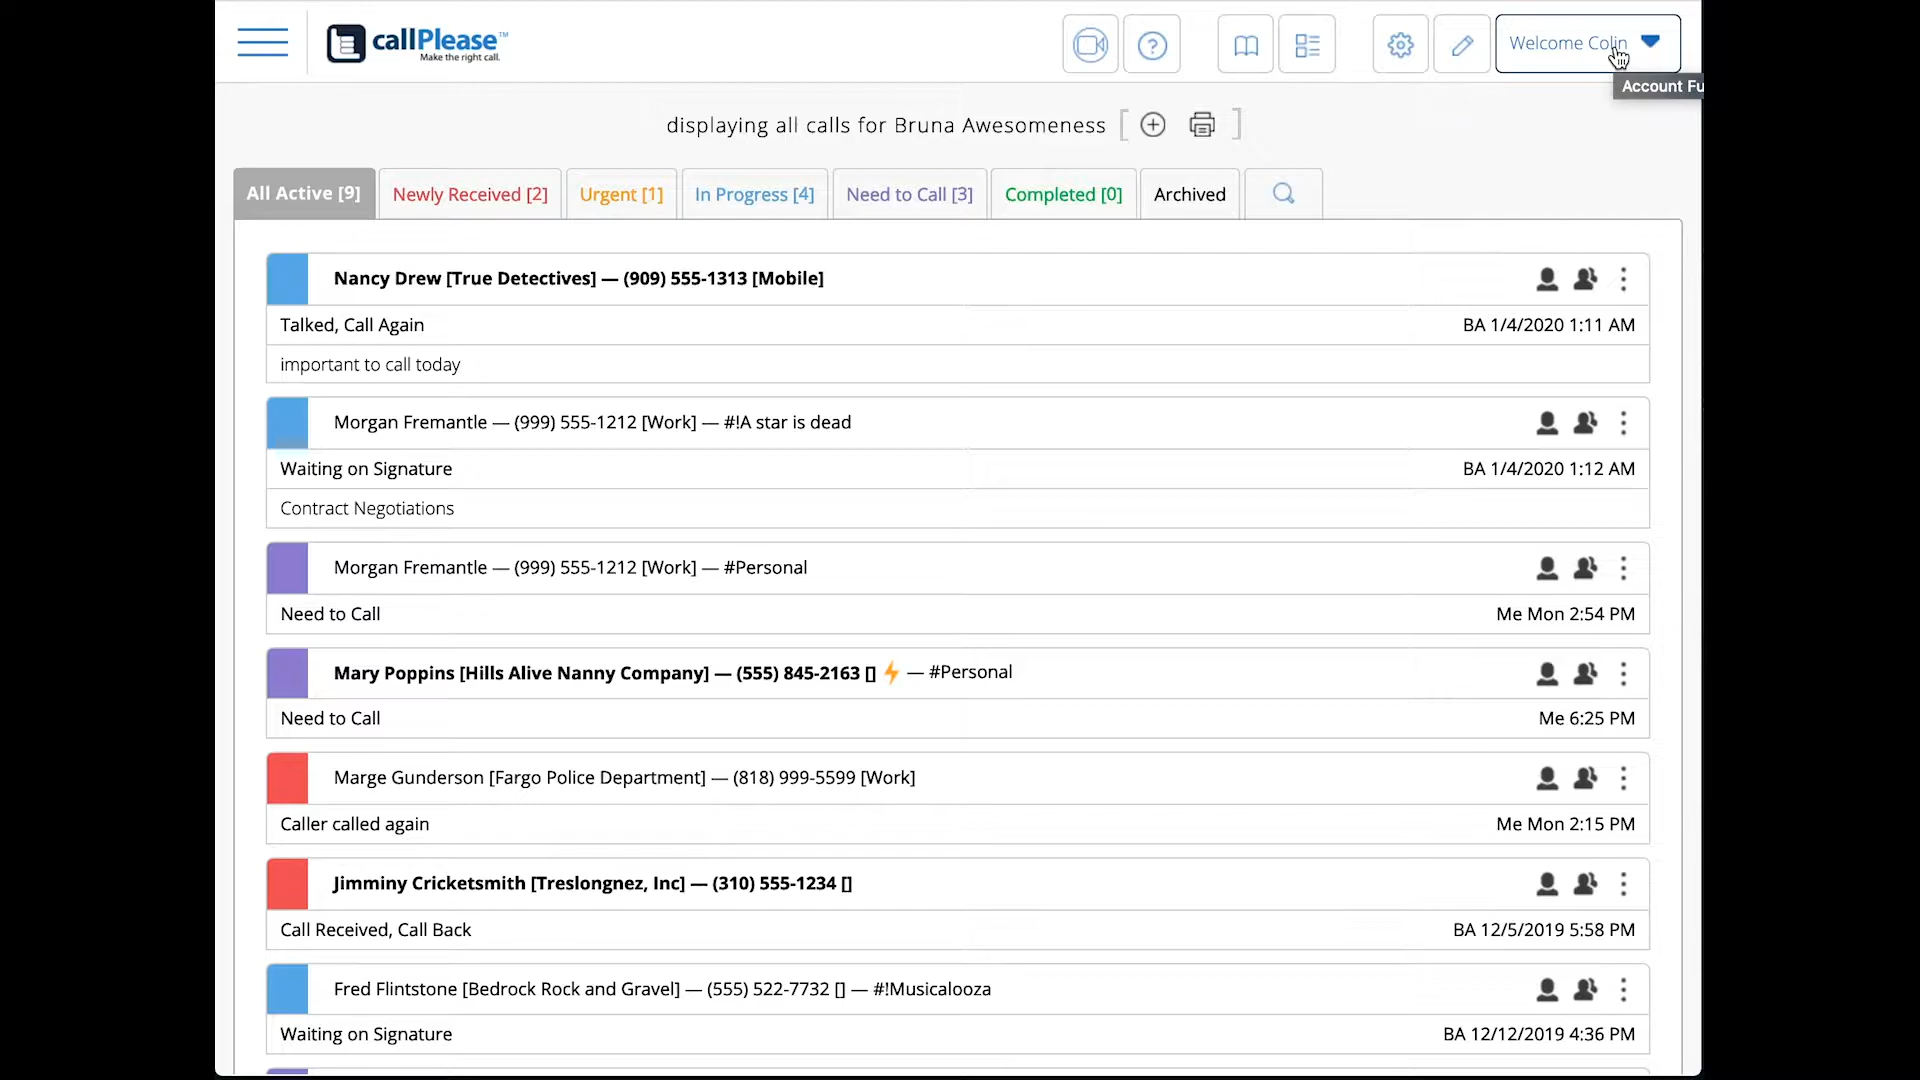 callPlease™
Make the right call.
Welcome Colin
Account Fu
displaying all calls for Bruna Awesomeness
All Active [9]
Newly Received [2]
Urgent [1]
In Progress [4]
Need to Call [3]
Completed [0]
Archived
Nancy Drew [True Detectives] — (909) 555-1313 [Mobile]
Talked, Call Again
BA 1/4/2020 1:11 AM
important to call today
Morgan Fremantle — (999) 555-1212 [Work] — #!A star is dead
Waiting on Signature
BA 1/4/2020 1:12 AM
Contract Negotiations
Morgan Fremantle — (999) 555-1212 [Work] — #Personal
Need to Call
Me Mon 2:54 PM
Mary Poppins [Hills Alive Nanny Company] — (555) 845-2163 [] — #Personal
Need to Call
Me 6:25 PM
Marge Gunderson [Fargo Police Department] — (818) 999-5599 [Work]
Caller called again
Me Mon 2:15 PM
Jimminy Cricketsmith [Treslongnez, Inc] — (310) 555-1234 []
Call Received, Call Back
BA 12/5/2019 5:58 PM
Fred Flintstone [Bedrock Rock and Gravel] — (555) 522-7732 [] — #!Musicalooza
Waiting on Signature
BA 12/12/2019 4:36 PM